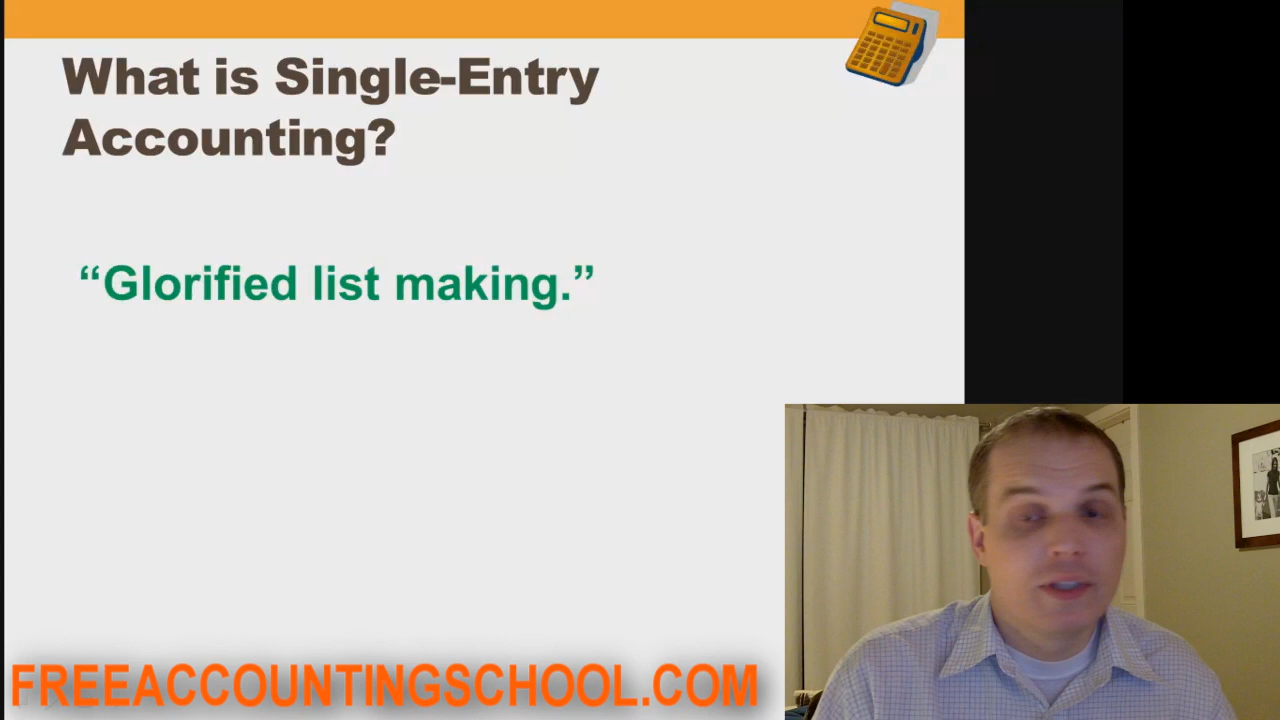 What is Single-Entry
Accounting?
“Glorified list making.”
FREEACCOUNTINGSCHOOL.COM